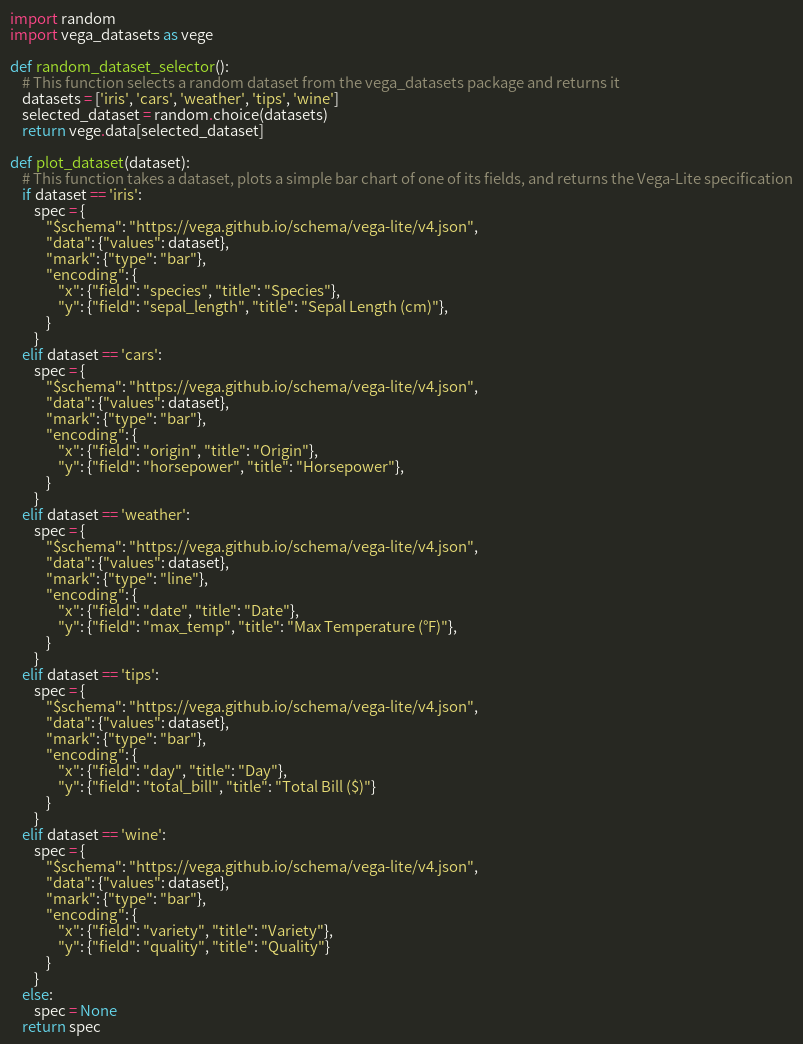 import random
import vega_datasets as vege

def random_dataset_selector():
    # This function selects a random dataset from the vega_datasets package and returns it
    datasets = ['iris', 'cars', 'weather', 'tips', 'wine']
    selected_dataset = random.choice(datasets)
    return vege.data[selected_dataset]

def plot_dataset(dataset):
    # This function takes a dataset, plots a simple bar chart of one of its fields, and returns the Vega-Lite specification
    if dataset == 'iris':
        spec = {
            "$schema": "https://vega.github.io/schema/vega-lite/v4.json",
            "data": {"values": dataset},
            "mark": {"type": "bar"},
            "encoding": {
                "x": {"field": "species", "title": "Species"},
                "y": {"field": "sepal_length", "title": "Sepal Length (cm)"},
            }
        }
    elif dataset == 'cars':
        spec = {
            "$schema": "https://vega.github.io/schema/vega-lite/v4.json",
            "data": {"values": dataset},
            "mark": {"type": "bar"},
            "encoding": {
                "x": {"field": "origin", "title": "Origin"},
                "y": {"field": "horsepower", "title": "Horsepower"},
            }
        }
    elif dataset == 'weather':
        spec = {
            "$schema": "https://vega.github.io/schema/vega-lite/v4.json",
            "data": {"values": dataset},
            "mark": {"type": "line"},
            "encoding": {
                "x": {"field": "date", "title": "Date"},
                "y": {"field": "max_temp", "title": "Max Temperature (°F)"},
            }
        }
    elif dataset == 'tips':
        spec = {
            "$schema": "https://vega.github.io/schema/vega-lite/v4.json",
            "data": {"values": dataset},
            "mark": {"type": "bar"},
            "encoding": {
                "x": {"field": "day", "title": "Day"},
                "y": {"field": "total_bill", "title": "Total Bill ($)"}
            }
        }
    elif dataset == 'wine':
        spec = {
            "$schema": "https://vega.github.io/schema/vega-lite/v4.json",
            "data": {"values": dataset},
            "mark": {"type": "bar"},
            "encoding": {
                "x": {"field": "variety", "title": "Variety"},
                "y": {"field": "quality", "title": "Quality"}
            }
        }
    else:
        spec = None
    return spec